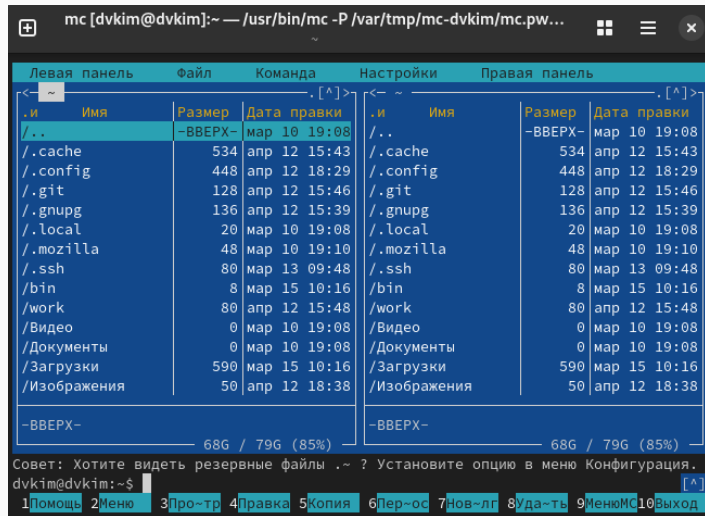 mc [dvkim@dvkim]:~ — /usr/bin/mc -P /var/tmp/mc-dvkim/mc.pw…
~
Левая панель Файл Команда Настройки Правая панель
<— ~ .[^]> <— ~ .[^]>
.и Имя Размер Дата правки .и Имя Размер Дата правки
/.. -ВВЕРХ- мар 10 19:08 /.. -ВВЕРХ- мар 10 19:08
/.cache 534 апр 12 15:43 /.cache 534 апр 12 15:43
/.config 448 апр 12 18:29 /.config 448 апр 12 18:29
/.git 128 апр 12 15:46 /.git 128 апр 12 15:46
/.gnupg 136 апр 12 15:39 /.gnupg 136 апр 12 15:39
/.local 20 мар 10 19:08 /.local 20 мар 10 19:08
/.mozilla 48 мар 10 19:10 /.mozilla 48 мар 10 19:10
/.ssh 80 мар 13 09:48 /.ssh 80 мар 13 09:48
/bin 8 мар 15 10:16 /bin 8 мар 15 10:16
/work 80 апр 12 15:48 /work 80 апр 12 15:48
/Видео 0 мар 10 19:08 /Видео 0 мар 10 19:08
/Документы 0 мар 10 19:08 /Документы 0 мар 10 19:08
/Загрузки 590 мар 15 10:16 /Загрузки 590 мар 15 10:16
/Изображения 50 апр 12 18:38 /Изображения 50 апр 12 18:38
-ВВЕРХ- -ВВЕРХ-
68G / 79G (85%) 68G / 79G (85%)
Совет: Хотите видеть резервные файлы .~ ? Установите опцию в меню Конфигурация.
dvkim@dvkim:~$ [^]
1Помощь 2Меню 3Про~тр 4Правка 5Копия 6Пер~ос 7Нов~лг 8Уда~ть 9МенюMC 10Выход